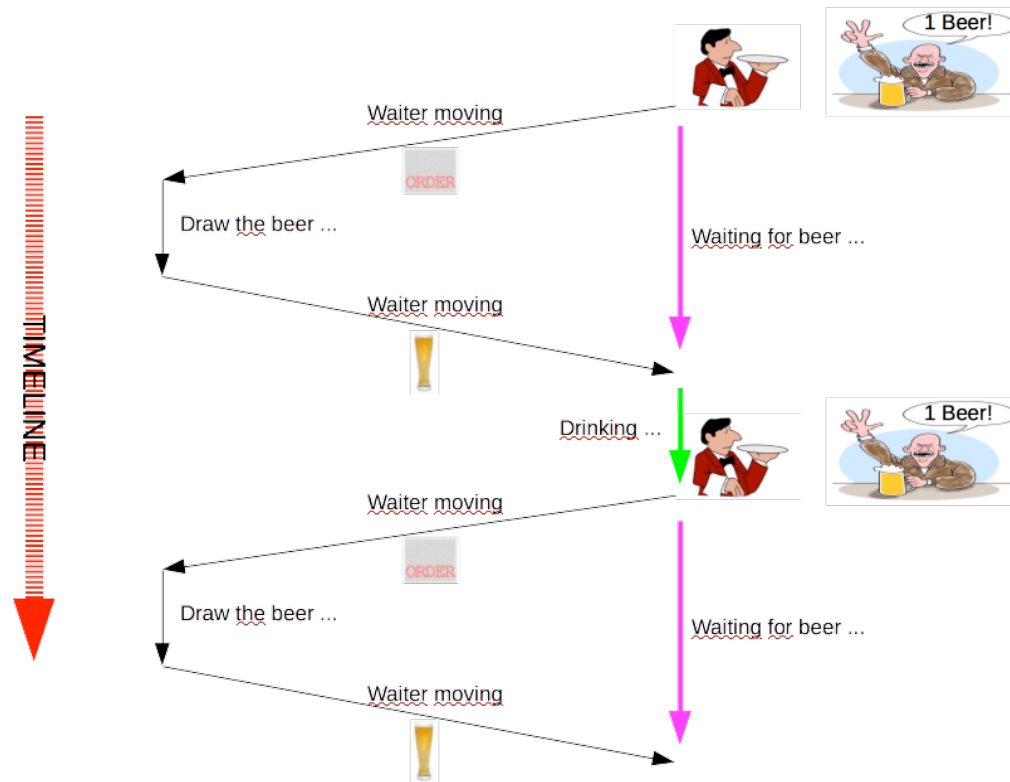 1 Beer!
Waiter moving
ORDER
Draw the beer ...
Waiting for beer ...
Waiter moving
TIMELINE
Drinking ...
1 Beer!
Waiter moving
ORDER
Draw the beer ...
Waiting for beer ...
Waiter moving